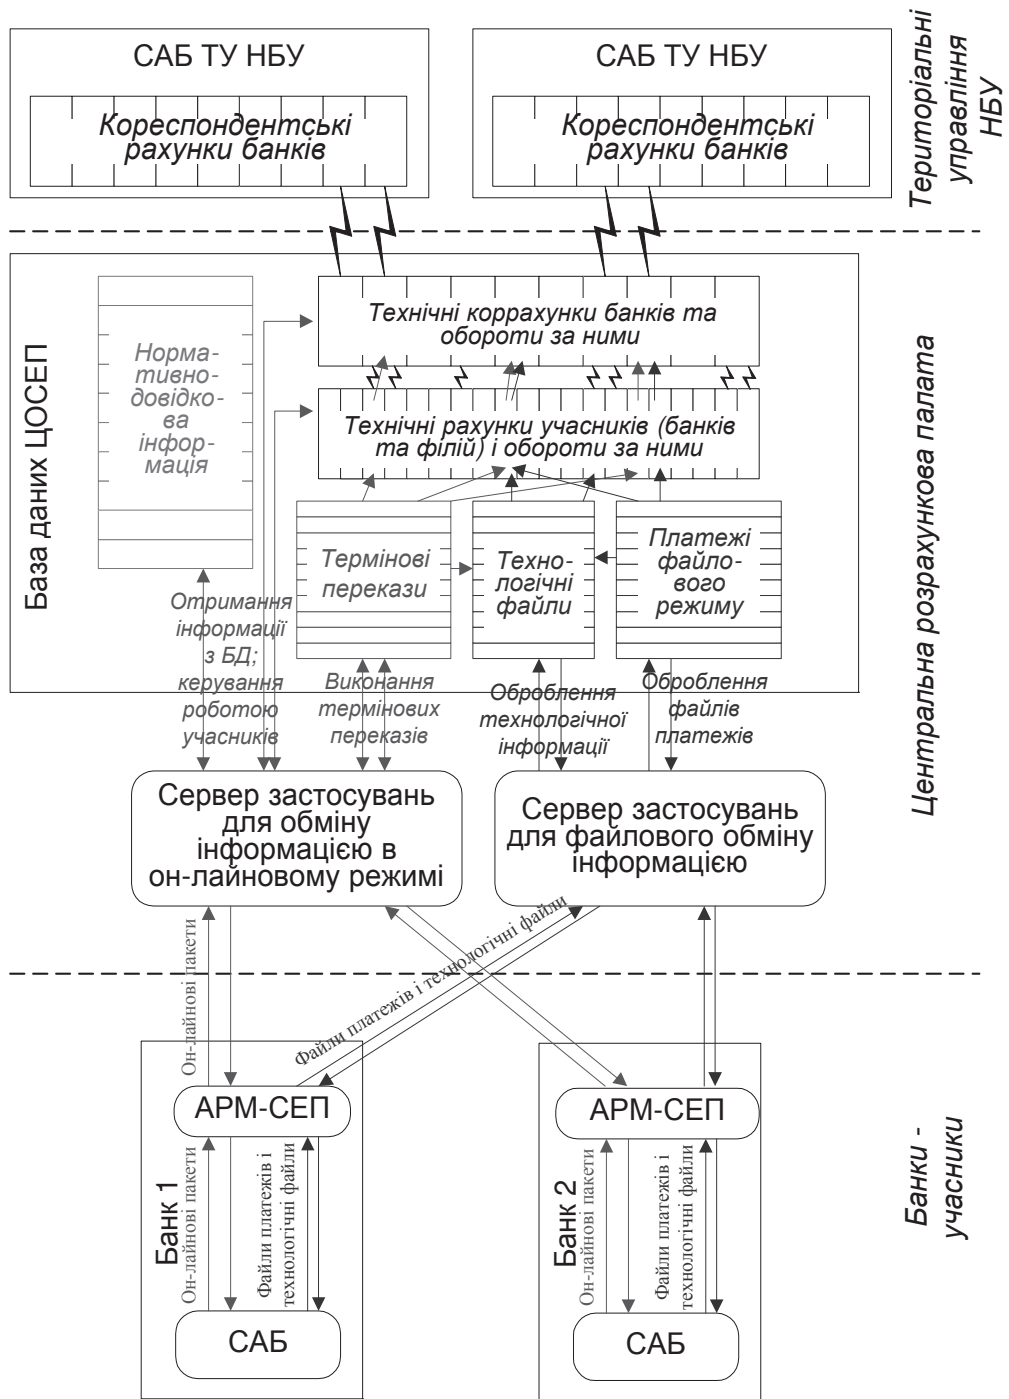 САБ ТУ НБУ
Кореспондентські
рахунки банків
САБ ТУ НБУ
Кореспондентські
рахунки банків
Територіальні
управління
НБУ
База даних ЦОСЕП
Норма-
тивно-
довідко-
ва
інфор-
мація
Технічні коррахунки банків та
обороти за ними
Технічні рахунки учасників (банків
та філій) і обороти за ними
Термінові
перекази
Техно-
логічні
файли
Платежі
файло-
вого
режиму
Отримання
інформації
з БД;
керування
роботою
учасників
Виконання
термінових
переказів
Оброблення
технологічної
інформації
Оброблення
файлів
платежів
Центральна розрахункова палата
Сервер застосувань
для обміну
інформацією в
он-лайновому режимі
Сервер застосувань
для файлового обміну
інформацією
Он-лайнові пакети
Файли платежів і технологічні файли
Банк 1
АРМ-СЕП
Он-лайнові пакети
Файли платежів і
технологічні файли
САБ
Банк 2
АРМ-СЕП
Он-лайнові пакети
Файли платежів і
технологічні файли
САБ
Банки -
учасники